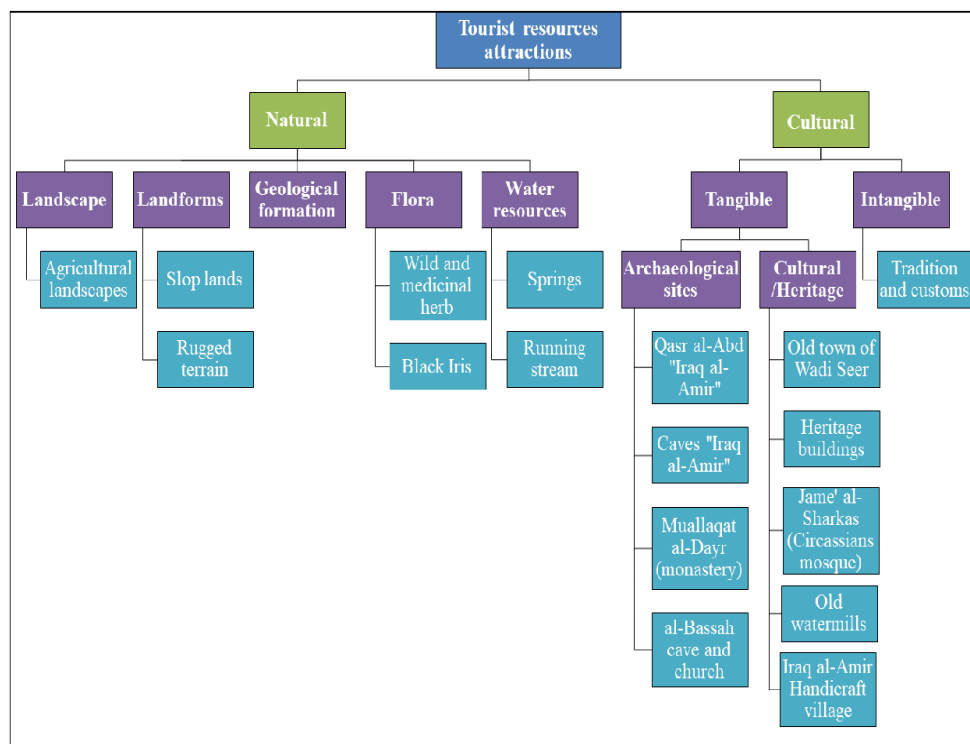 Tourist resources
attractions
Natural
Cultural
Landscape
Landforms
Geological
formation
Flora
Water
resources
Tangible
Intangible
Agricultural
landscapes
Slop lands
Rugged
terrain
Wild and
medicinal
herb
Black Iris
Springs
Running
stream
Archaeological
sites
Qasr al-Abd
"Iraq al-
Amir"
Caves "Iraq
al-Amir"
Muallaqat
al-Dayr
(monastery)
al-Bassah
cave and
church
Cultural
/Heritage
Old town of
Wadi Seer
Heritage
buildings
Jame' al-
Sharkas
(Circassians
mosque)
Old
watermills
Iraq al-Amir
Handicraft
village
Tradition
and customs